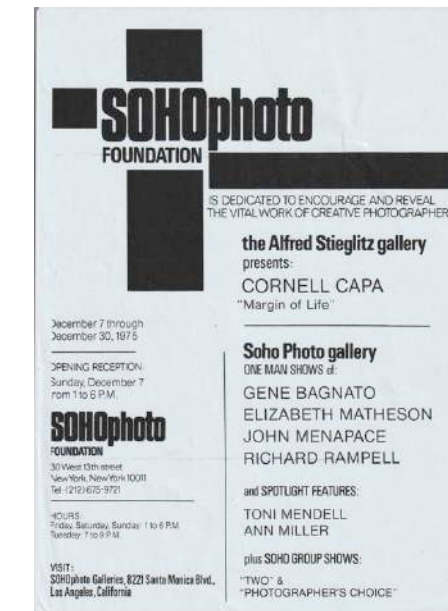 SOHOphoto
FOUNDATION
IS DEDICATED TO ENCOURAGE AND REVEAL
THE VITAL WORK OF CREATIVE PHOTOGRAPHER
the Alfred Stieglitz gallery
presents:
CORNELL CAPA
"Margin of Life"
December 7 through
December 30, 1975
OPENING RECEPTION:
Sunday, December 7
from 1 to 6 P.M.
SOHOphoto
FOUNDATION
30 West 13th street
New York, New York 10011
Tel. (212) 675-9721
HOURS:
Friday, Saturday, Sunday: 1 to 6 P.M.
Tuesday: 7 to 9 P.M.
VISIT:
SOHOphoto Galleries, 8221 Santa Monica Blvd.,
Los Angeles, California
Soho Photo gallery
ONE MAN SHOWS of:
GENE BAGNATO
ELIZABETH MATHESON
JOHN MENAPACE
RICHARD RAMPELL
and SPOTLIGHT FEATURES:
TONI MENDELL
ANN MILLER
plus SOHO GROUP SHOWS:
"TWO" &
"PHOTOGRAPHER'S CHOICE"